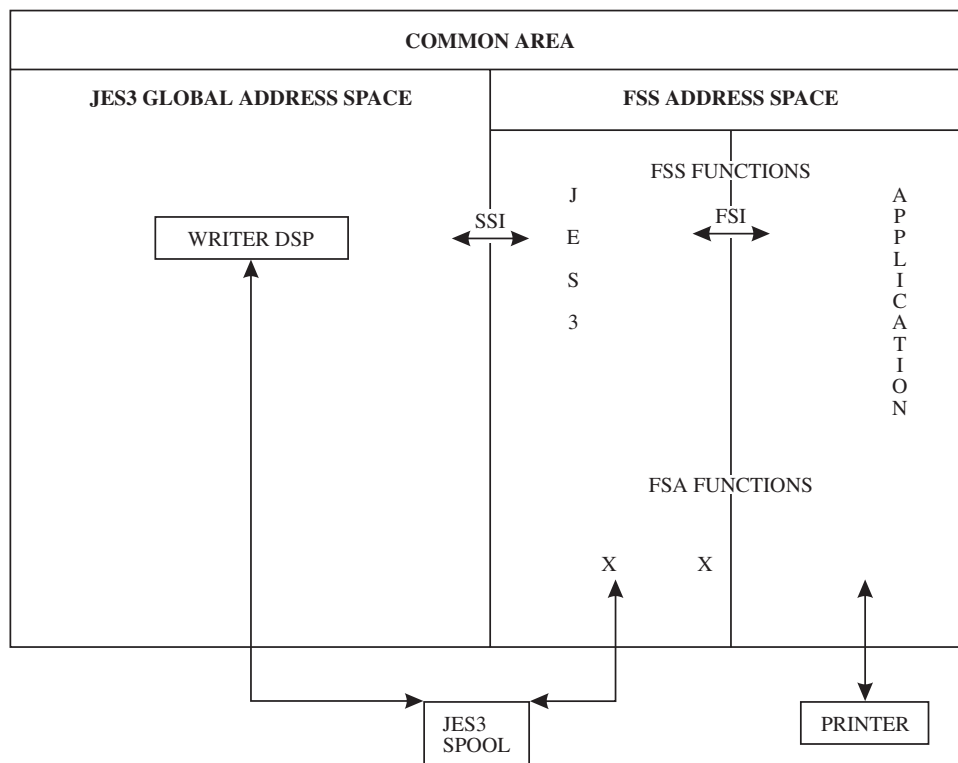 COMMON AREA
JES3 GLOBAL ADDRESS SPACE
FSS ADDRESS SPACE
FSS FUNCTIONS
J
E
S
3
A
P
P
L
I
C
A
T
I
O
N
SSI
FSI
WRITER DSP
FSA FUNCTIONS
X X
JES3
SPOOL
PRINTER